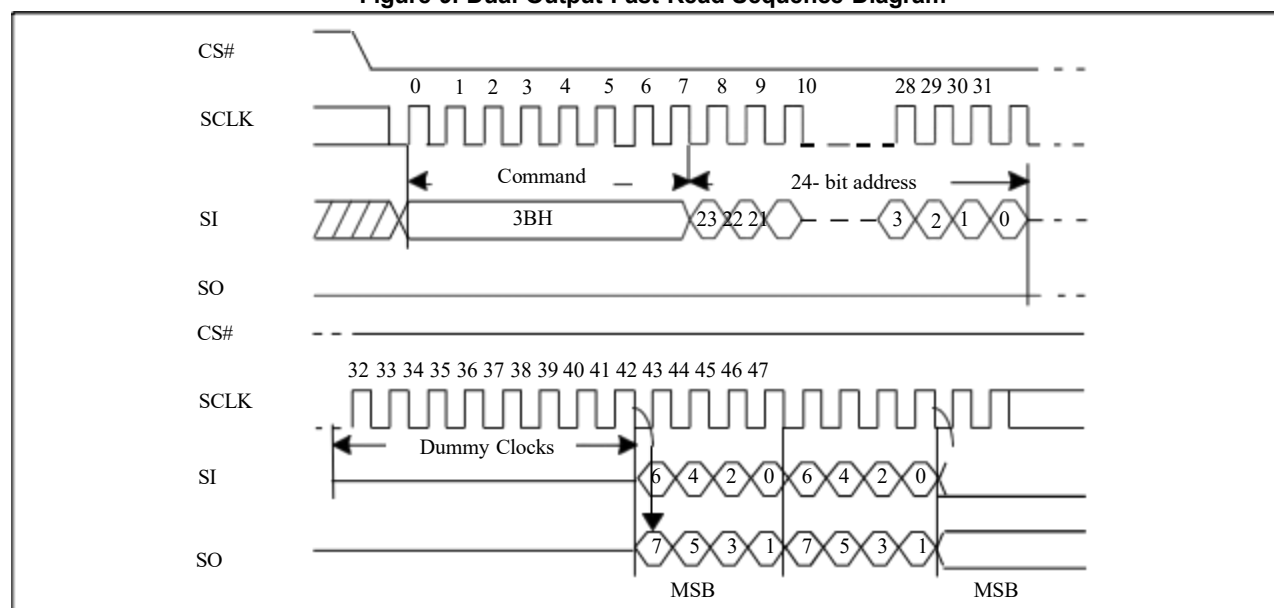 CS#
0 1 2 3 4 5 6 7 8 9 10 28 29 30 31
SCLK
Command 24- bit address
SI 3BH 23 22 21 3 2 1 0
SO
CS#
32 33 34 35 36 37 38 39 40 41 42 43 44 45 46 47
SCLK
Dummy Clocks
SI 6 4 2 0 6 4 2 0
SO 7 5 3 1 7 5 3 1
MSB MSB